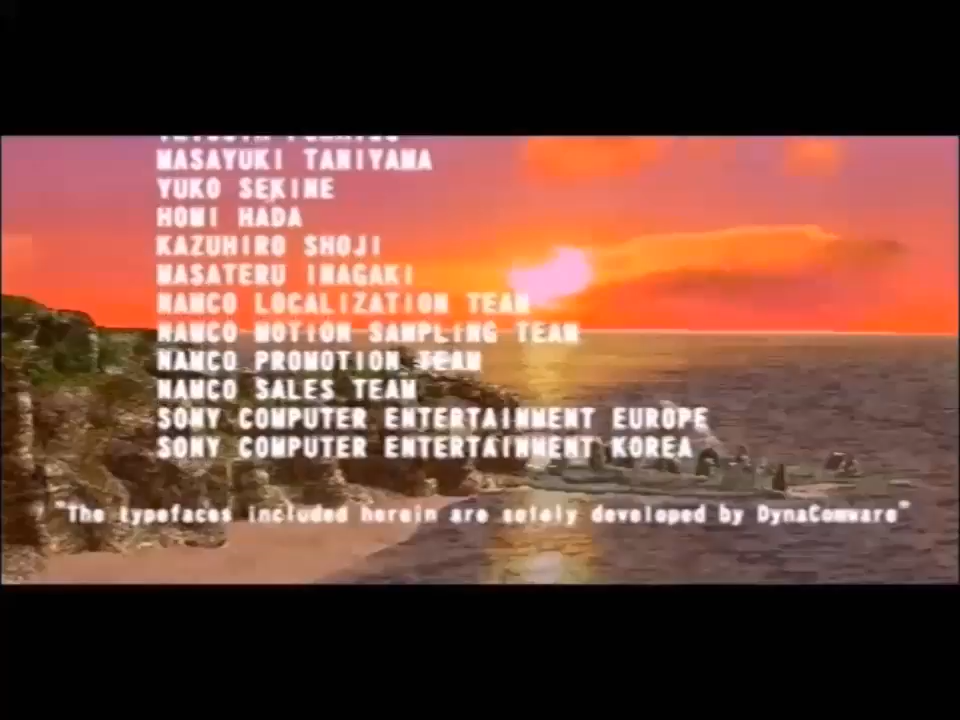 MASAYUKI TANIYAMA
YUKO SEKINE
HOMI HADA
KAZUHIRO SHOJI
MASATERU INAGAKI
NAMCO LOCALIZATION TEAM
NAMCO MOTION SAMPLING TEAM
NAMCO PROMOTION TEAM
NAMCO SALES TEAM
SONY COMPUTER ENTERTAINMENT EUROPE
SONY COMPUTER ENTERTAINMENT KOREA
"The typefaces included herein are solely developed by DynaComware"